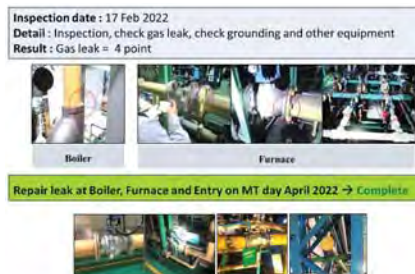 Inspection date : 17 Feb 2022
Detail : Inspection, check gas leak, check grounding and other equipment
Result : Gas leak = 4 point
Boiler
Furnace
Repair leak at Boiler, Furnace and Entry on MT day April 2022 → Complete